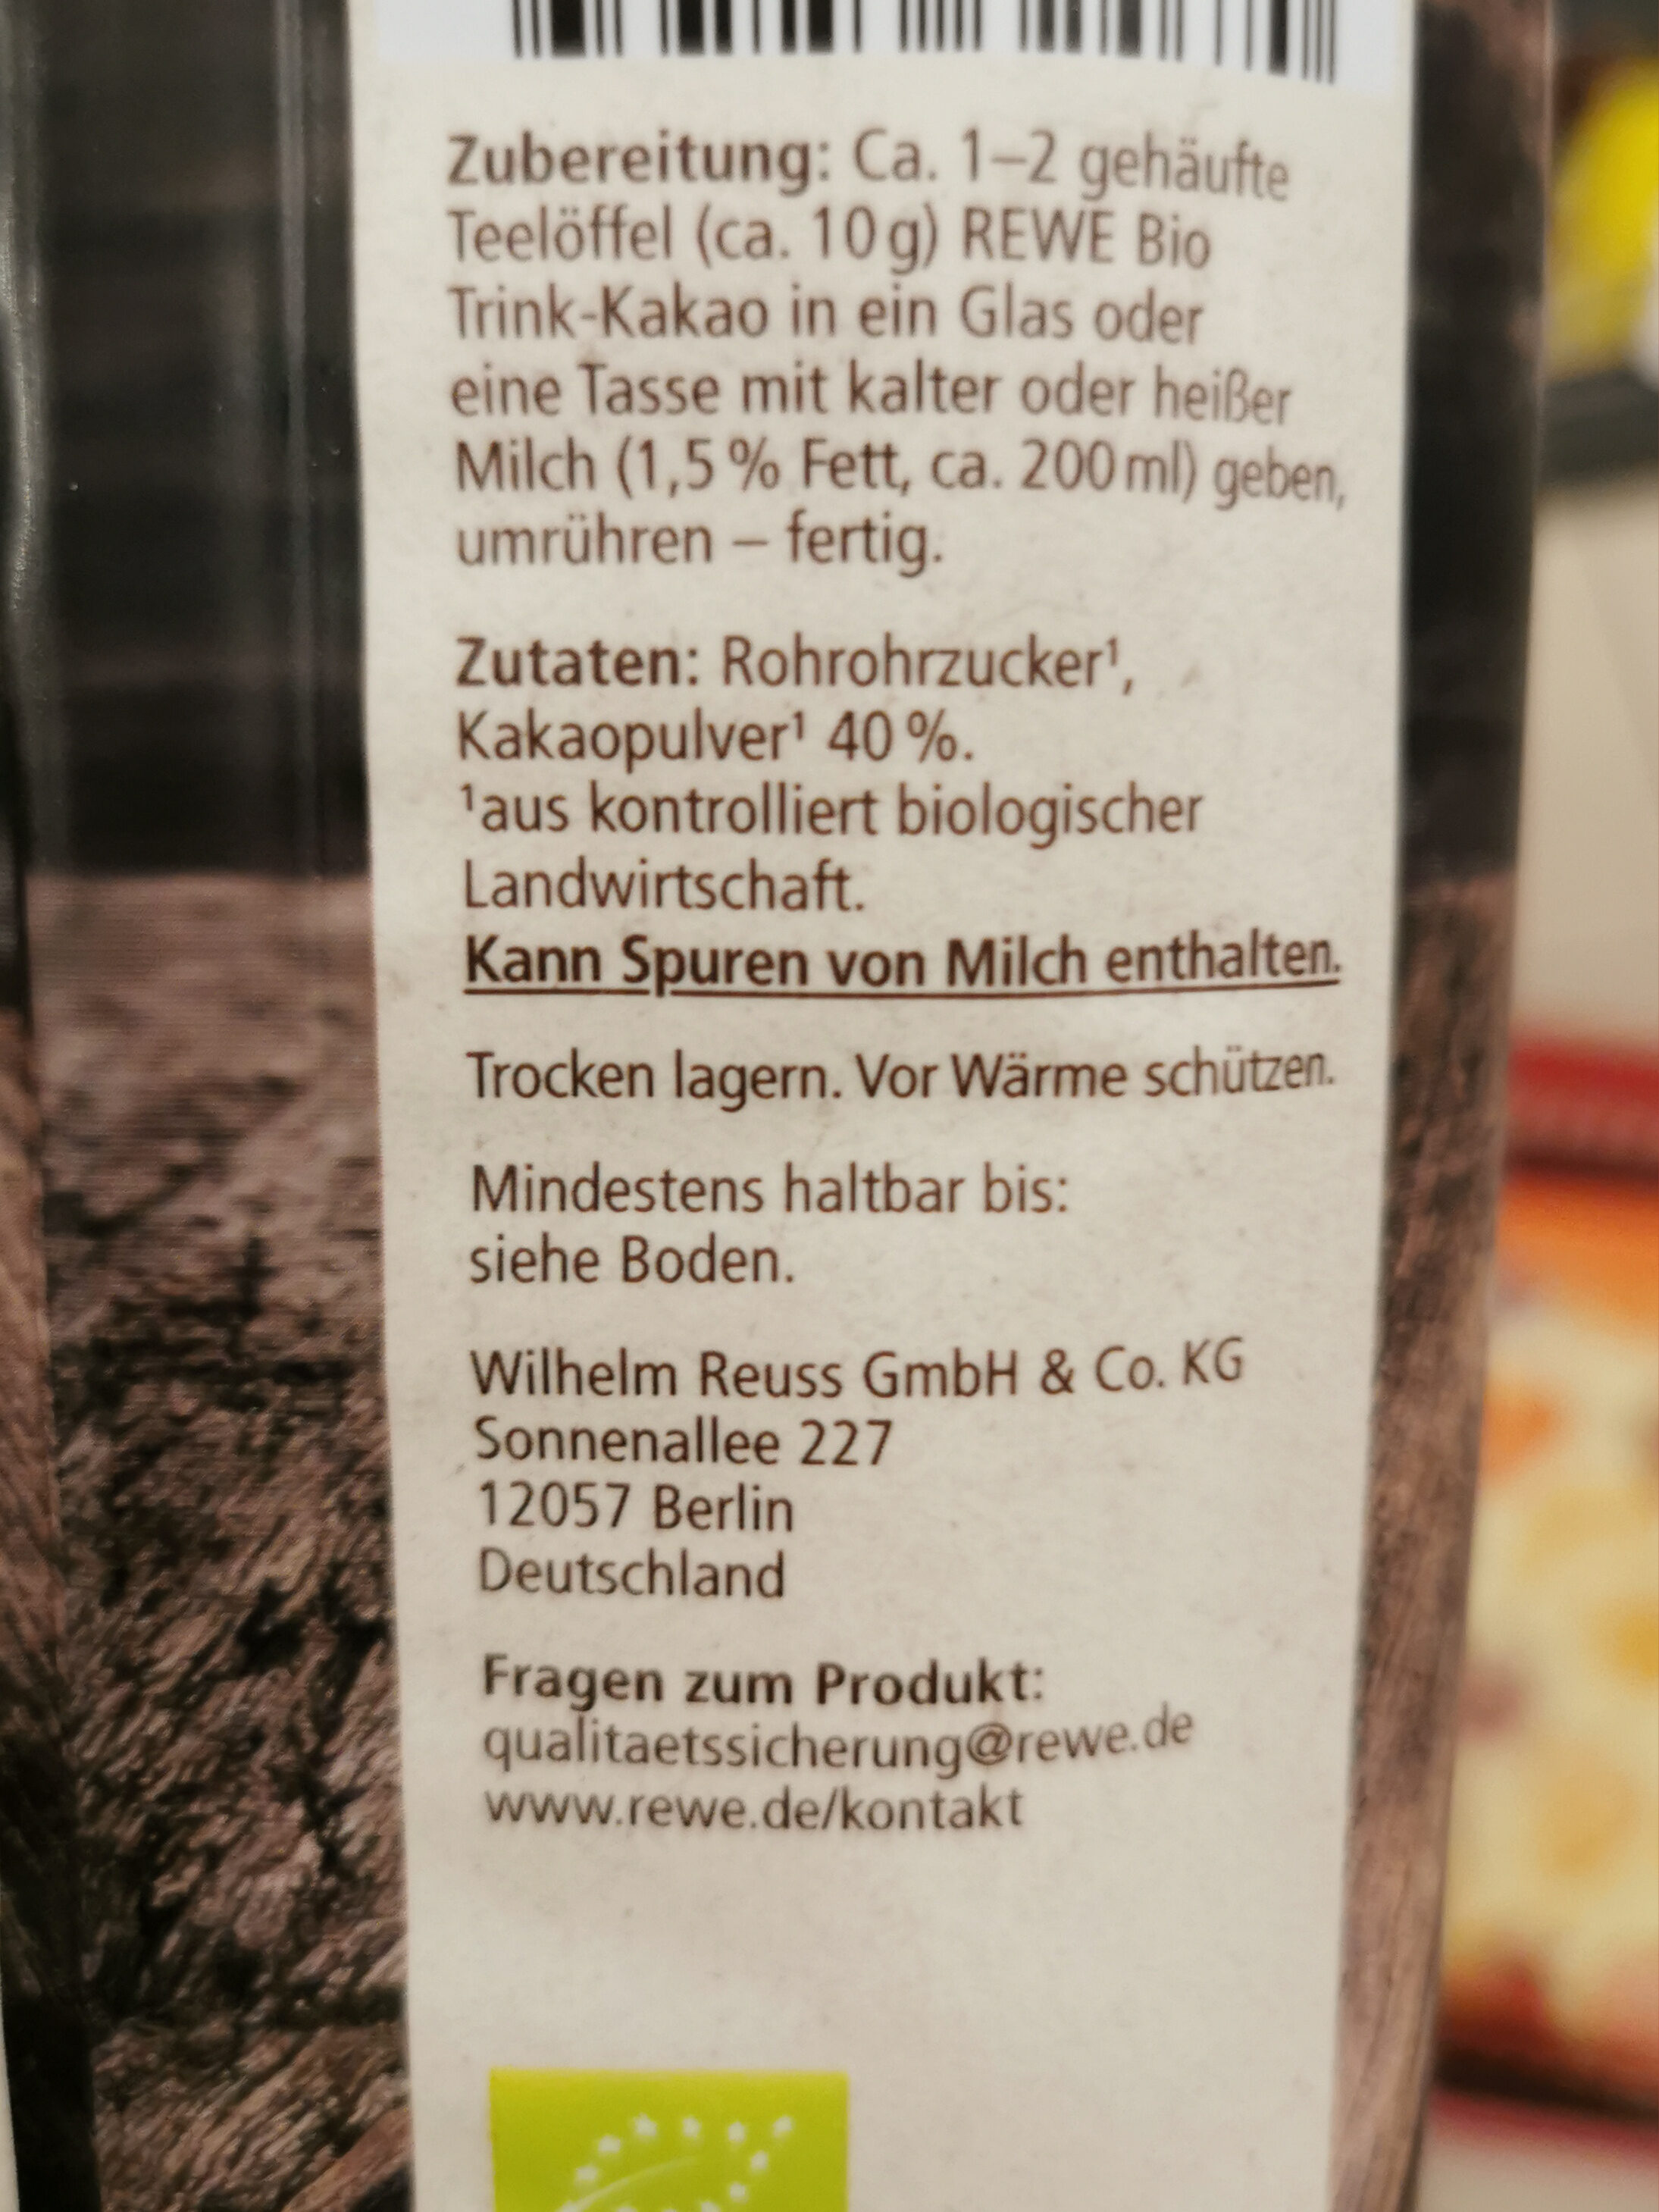 Zubereitung: Ca. 1–2 gehäufte
Teelöffel (ca. 10 g) REWE Bio
Trink-Kakao in ein Glas oder
eine Tasse mit kalter oder heißer
Milch (1,5 % Fett, ca. 200 ml) geben,
umrühren – fertig.
Zutaten: Rohrohrzucker¹,
Kakaopulver¹ 40 %.
¹aus kontrolliert biologischer
Landwirtschaft.
Kann Spuren von Milch enthalten.
Trocken lagern. Vor Wärme schützen.
Mindestens haltbar bis:
siehe Boden.
Wilhelm Reuss GmbH & Co. KG
Sonnenallee 227
12057 Berlin
Deutschland
Fragen zum Produkt:
qualitaetssicherung@rewe.de
www.rewe.de/kontakt